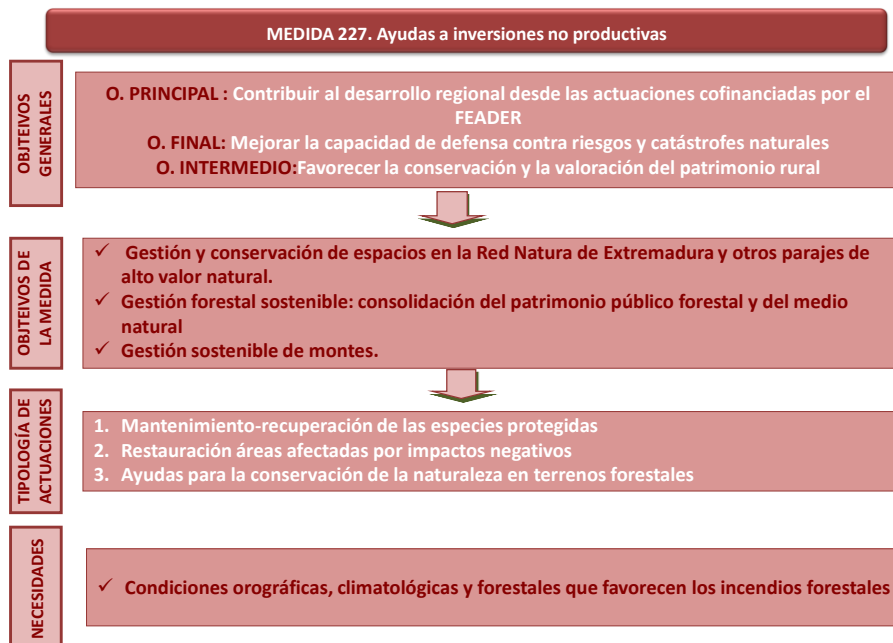 MEDIDA 227. Ayudas a inversiones no productivas
OBJTEIVOS
GENERALES
O. PRINCIPAL : Contribuir al desarrollo regional desde las actuaciones cofinanciadas por el
FEADER
O. FINAL: Mejorar la capacidad de defensa contra riesgos y catástrofes naturales
O. INTERMEDIO:Favorecer la conservación y la valoración del patrimonio rural
OBJTEIVOS DE
LA MEDIDA
✓ Gestión y conservación de espacios en la Red Natura de Extremadura y otros parajes de
alto valor natural.
✓ Gestión forestal sostenible: consolidación del patrimonio público forestal y del medio
natural
✓ Gestión sostenible de montes.
TIPOLOGÍA DE
ACTUACIONES
1. Mantenimiento-recuperación de las especies protegidas
2. Restauración áreas afectadas por impactos negativos
3. Ayudas para la conservación de la naturaleza en terrenos forestales
NECESIDADES
✓ Condiciones orográficas, climatológicas y forestales que favorecen los incendios forestales